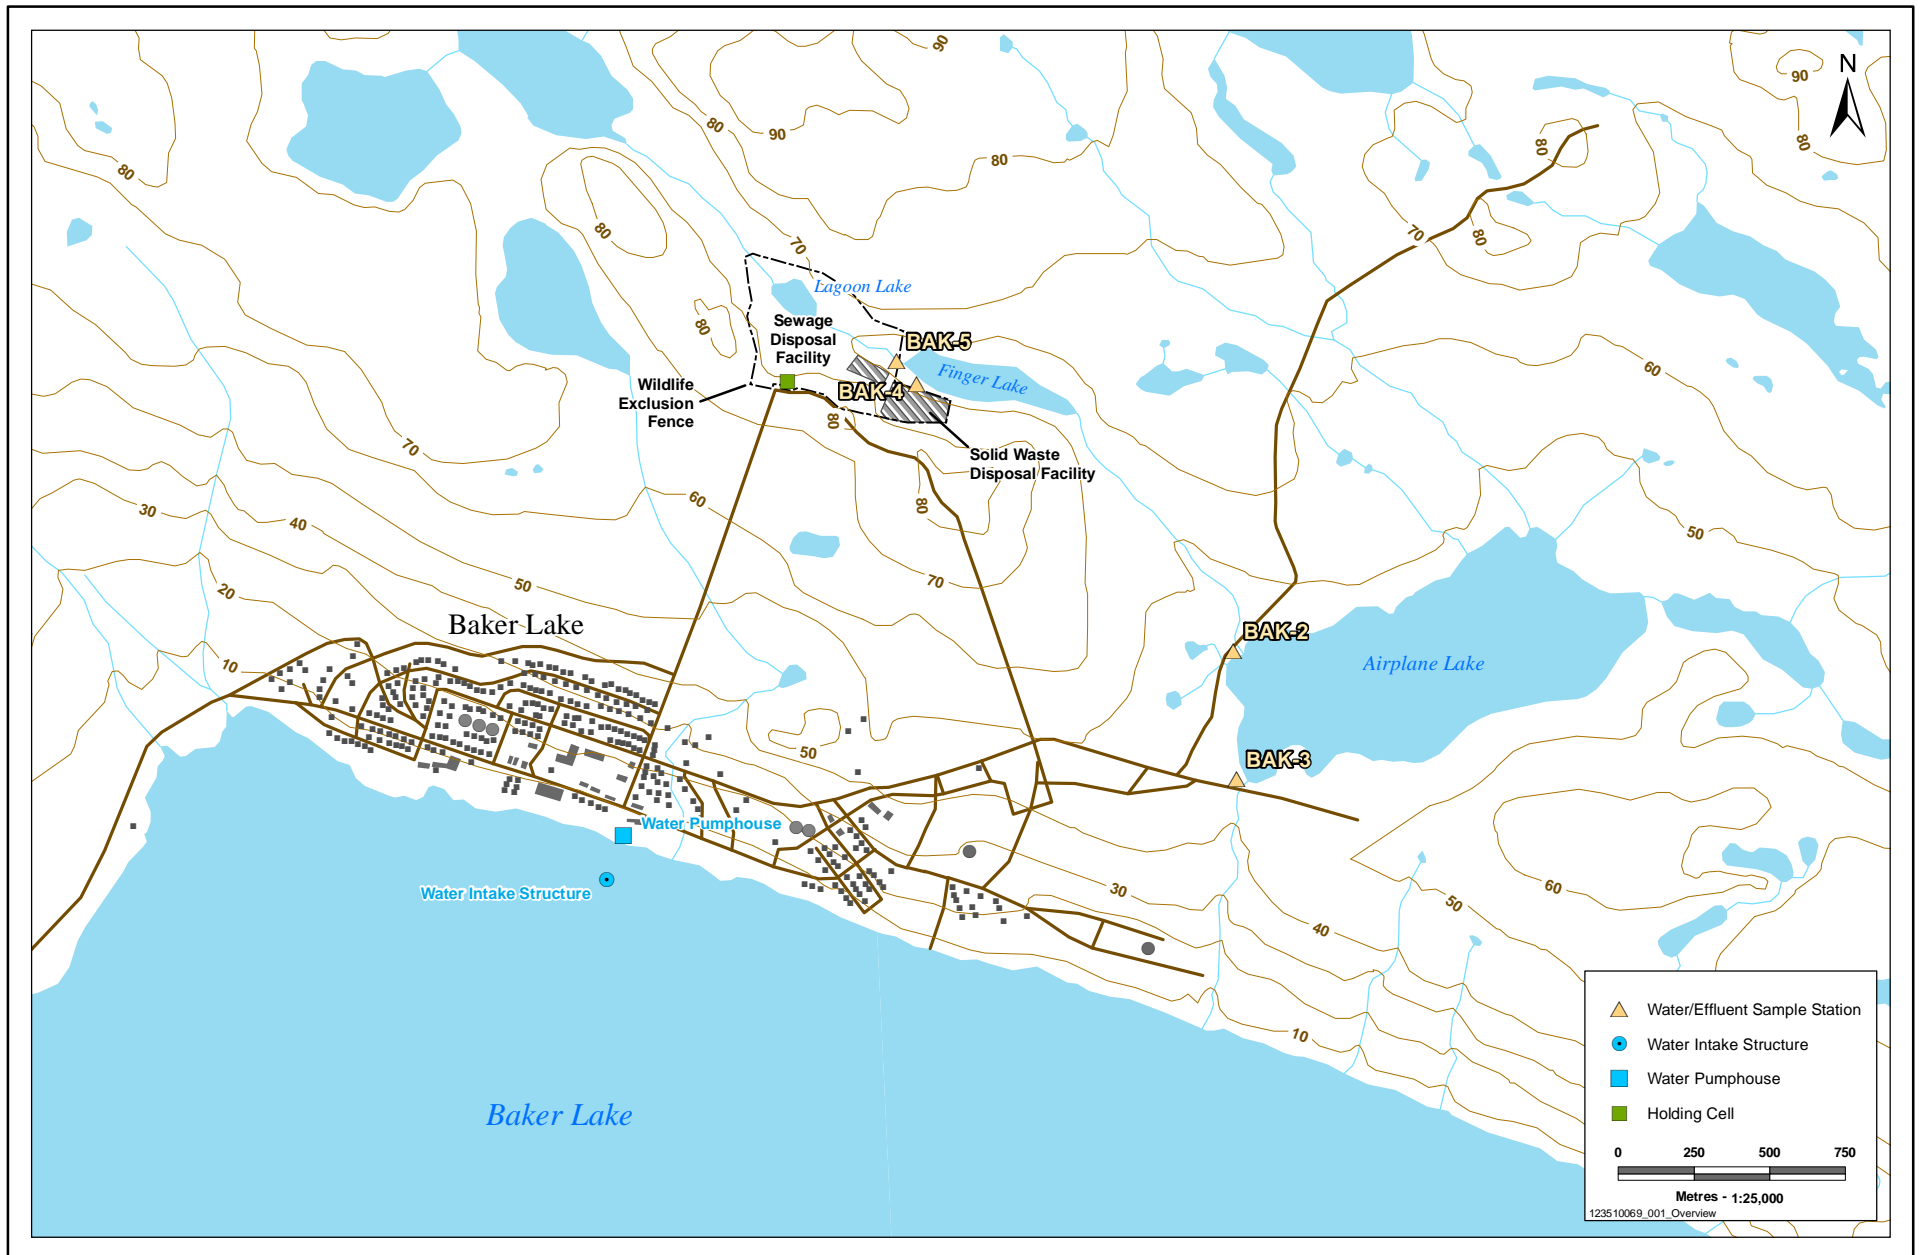 90
N
90
80
90
80
80
80
80
80
70
70
80
Lagoon Lake
80
Sewage
Disposal
Facility
BAK-5
60
Finger Lake
Wildlife
Exclusion
Fence
BAK-4
80
70
Solid Waste
Disposal Facility
60
80
30
40
50
50
70
20
Baker Lake
BAK-2
10
Airplane Lake
50
BAK-3
Water Pumphouse
Water Intake Structure
30
60
50
40
10
Baker Lake
Water/Effluent Sample Station
Water Intake Structure
Water Pumphouse
Holding Cell
0 250 500 750
Metres - 1:25,000
123510069_001_Overview